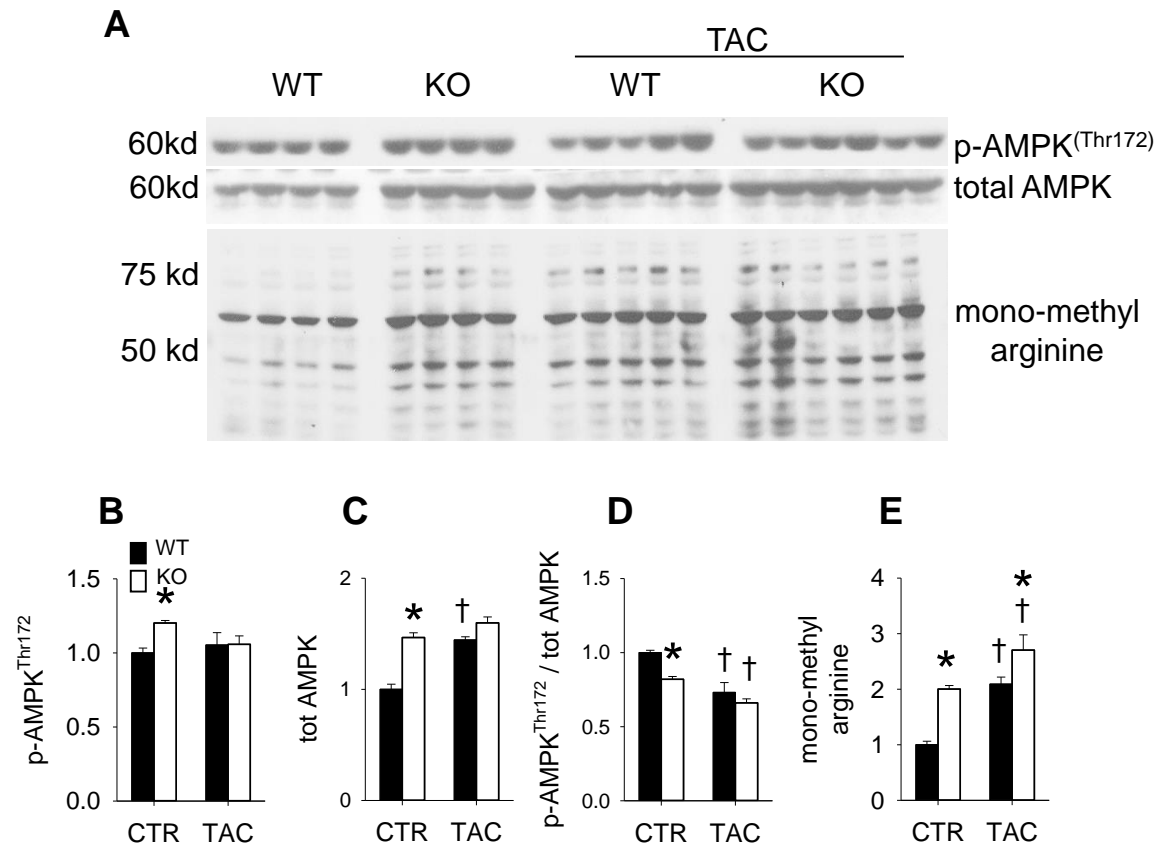 A
TAC
WT KO WT KO
60kd p-AMPK(Thr172)
60kd total AMPK
75 kd
50 kd
mono-methyl
arginine
B C D E
WT
KO
p-AMPKThr172
1.5
1.0
0.5
0.0
*
CTR TAC
tot AMPK
2
1
0
* †
CTR TAC
p-AMPKThr172 / tot AMPK
1.5
1.0
0.5
0.0
* † †
CTR TAC
mono-methyl
arginine
4
3
2
1
0
* † * †
CTR TAC